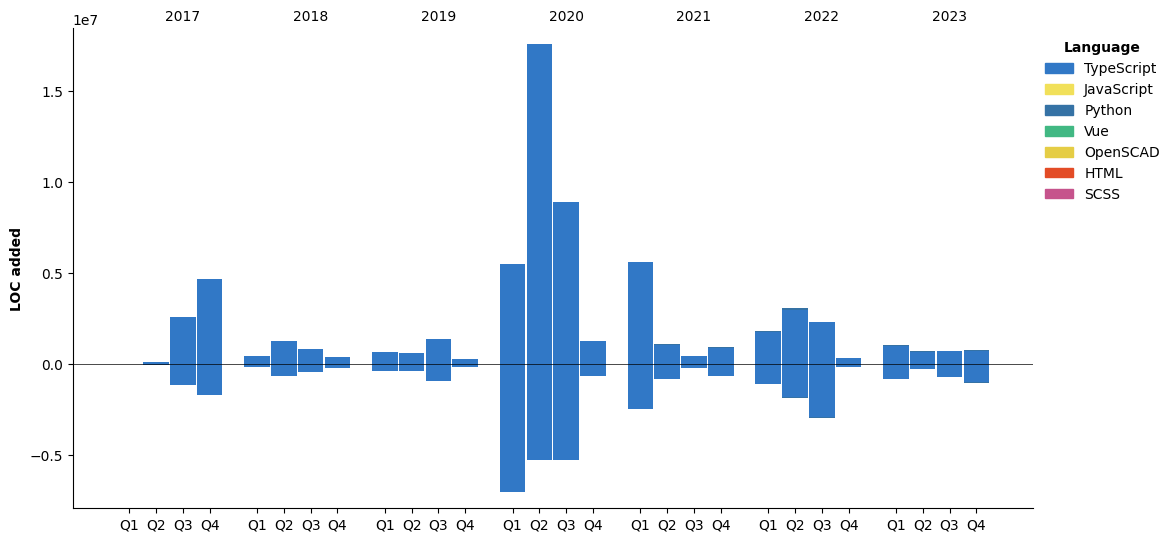 1e7
2017 2018 2019 2020 2021 2022 2023
Language
TypeScript
JavaScript
Python
Vue
OpenSCAD
HTML
SCSS
1.5
1.0
0.5
0.0
−0.5
LOC added
Q1 Q2 Q3 Q4 Q1 Q2 Q3 Q4 Q1 Q2 Q3 Q4 Q1 Q2 Q3 Q4 Q1 Q2 Q3 Q4 Q1 Q2 Q3 Q4 Q1 Q2 Q3 Q4